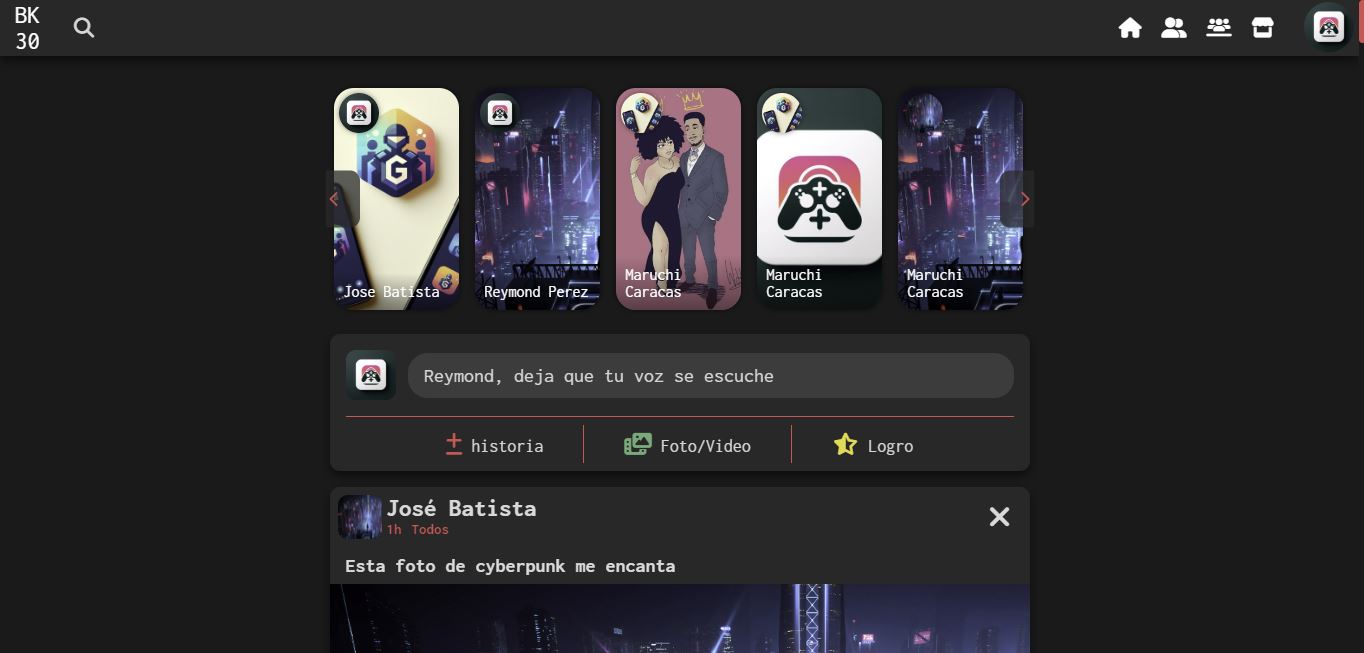 BK
30
G
Jose Batista
Reymond Perez
Maruchi
Caracas
Maruchi
Caracas
Maruchi
Caracas
Reymond, deja que tu voz se escuche
historia
Foto/Video
Logro
José Batista
1h Todos
Esta foto de cyberpunk me encanta